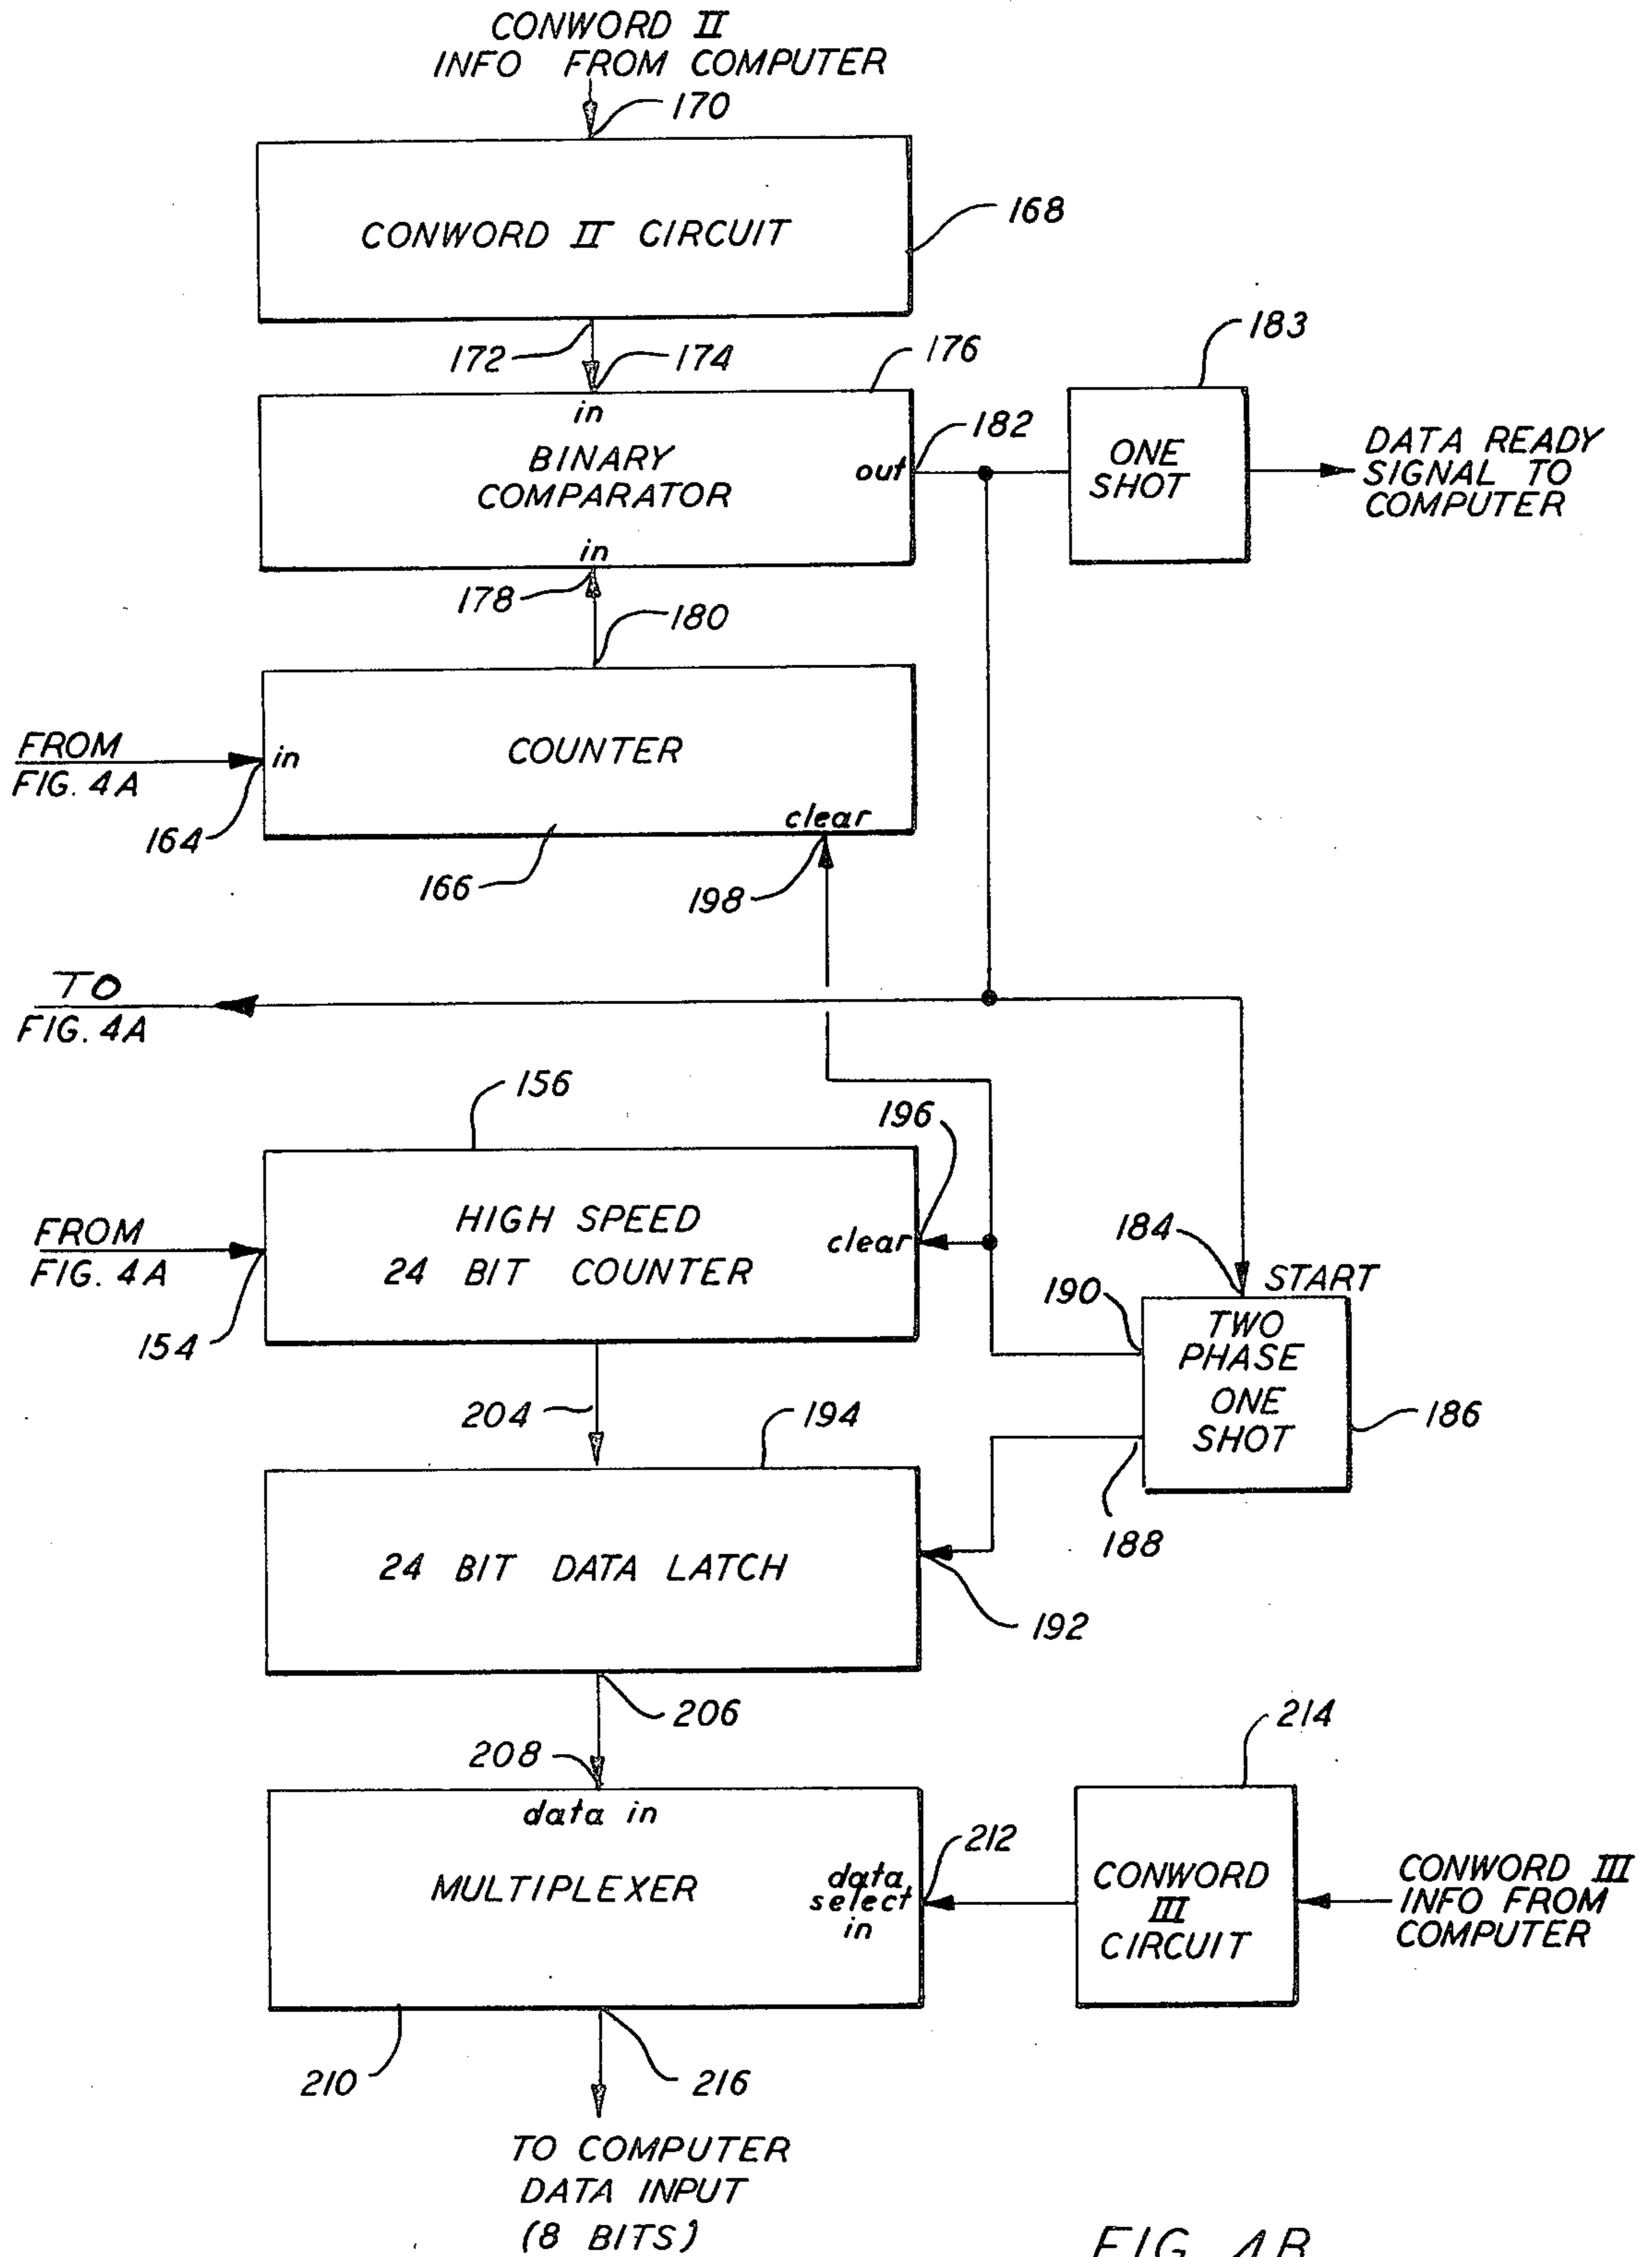 CONWORD II
INFO FROM COMPUTER
170
CONWORD II CIRCUIT
168
172
174
176
183
in
BINARY
COMPARATOR
out
182
in
ONE
SHOT
DATA READY
SIGNAL TO
COMPUTER
178
180
FROM
FIG. 4A
in
COUNTER
clear
164
166
198
TO
FIG. 4A
156
196
FROM
FIG. 4A
HIGH SPEED
24 BIT COUNTER
clear
154
184
START
190
TWO
PHASE
ONE
SHOT
186
188
204
194
24 BIT DATA LATCH
192
206
208
214
data in
MULTIPLEXER
data
select
in
212
CONWORD
III
CIRCUIT
CONWORD III
INFO FROM
COMPUTER
210
216
TO COMPUTER
DATA INPUT
(8 BITS)
FIG. 4B